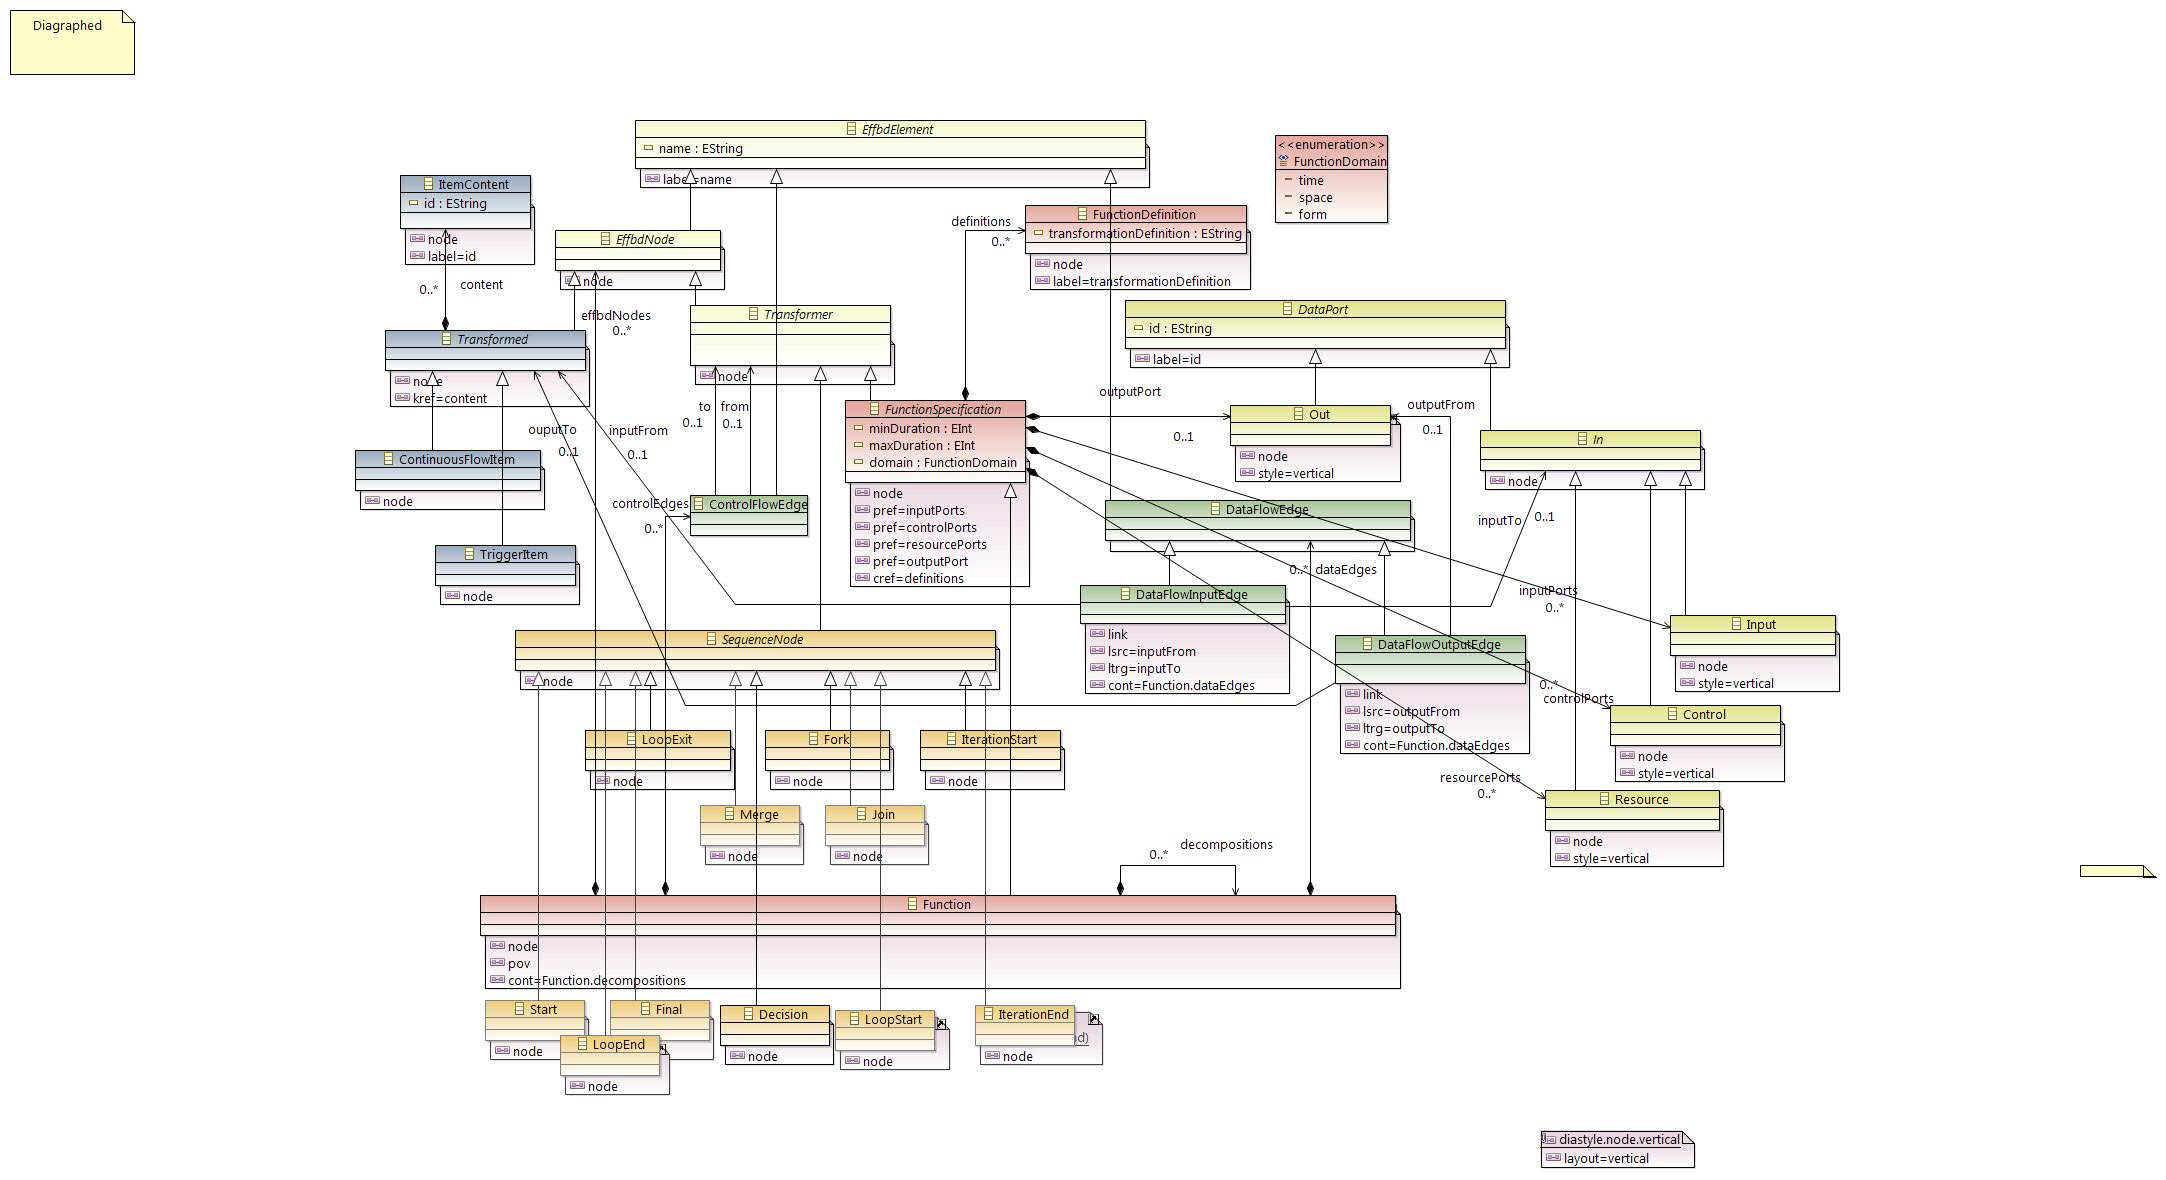 Diagraphed
EffbdElement
name : EString
label=name
<<enumeration>>
FunctionDomain
time
space
form
ItemContent
id : EString
node
label=id
0..*
content
EffbdNode
node
effbdNodes
0..*
definitions
0..*
FunctionDefinition
transformationDefinition : EString
node
label=transformationDefinition
Transformer
node
DataPort
id : EString
label=id
Transformed
node
kref=content
to
0..1
from
0..1
FunctionSpecification
minDuration : EInt
maxDuration : EInt
domain : FunctionDomain
node
pref=inputPorts
pref=controlPorts
pref=resourcePorts
pref=outputPort
cref=definitions
outputPort
0..1
Out
node
style=vertical
outputFrom
0..1
In
node
ouputTo
0..1
inputFrom
0..1
ContinuousFlowItem
node
TriggerItem
node
controlEdges
0..*
ControlFlowEdge
DataFlowEdge
inputTo
0..1
0..*
dataEdges
DataFlowInputEdge
link
lsrc=inputFrom
ltrg=inputTo
cont=Function.dataEdges
inputPorts
0..*
Input
node
style=vertical
SequenceNode
node
DataFlowOutputEdge
link
lsrc=outputFrom
ltrg=outputTo
cont=Function.dataEdges
0..*
controlPorts
Control
node
style=vertical
LoopExit
node
Fork
node
IterationStart
node
resourcePorts
0..*
Resource
node
style=vertical
Merge
node
Join
node
decompositions
0..*
Function
node
pov
cont=Function.decompositions
Start
node
Final
LoopEnd
node
Decision
node
LoopStart
node
IterationEnd
nd)
node
diastyle.node.vertical
layout=vertical